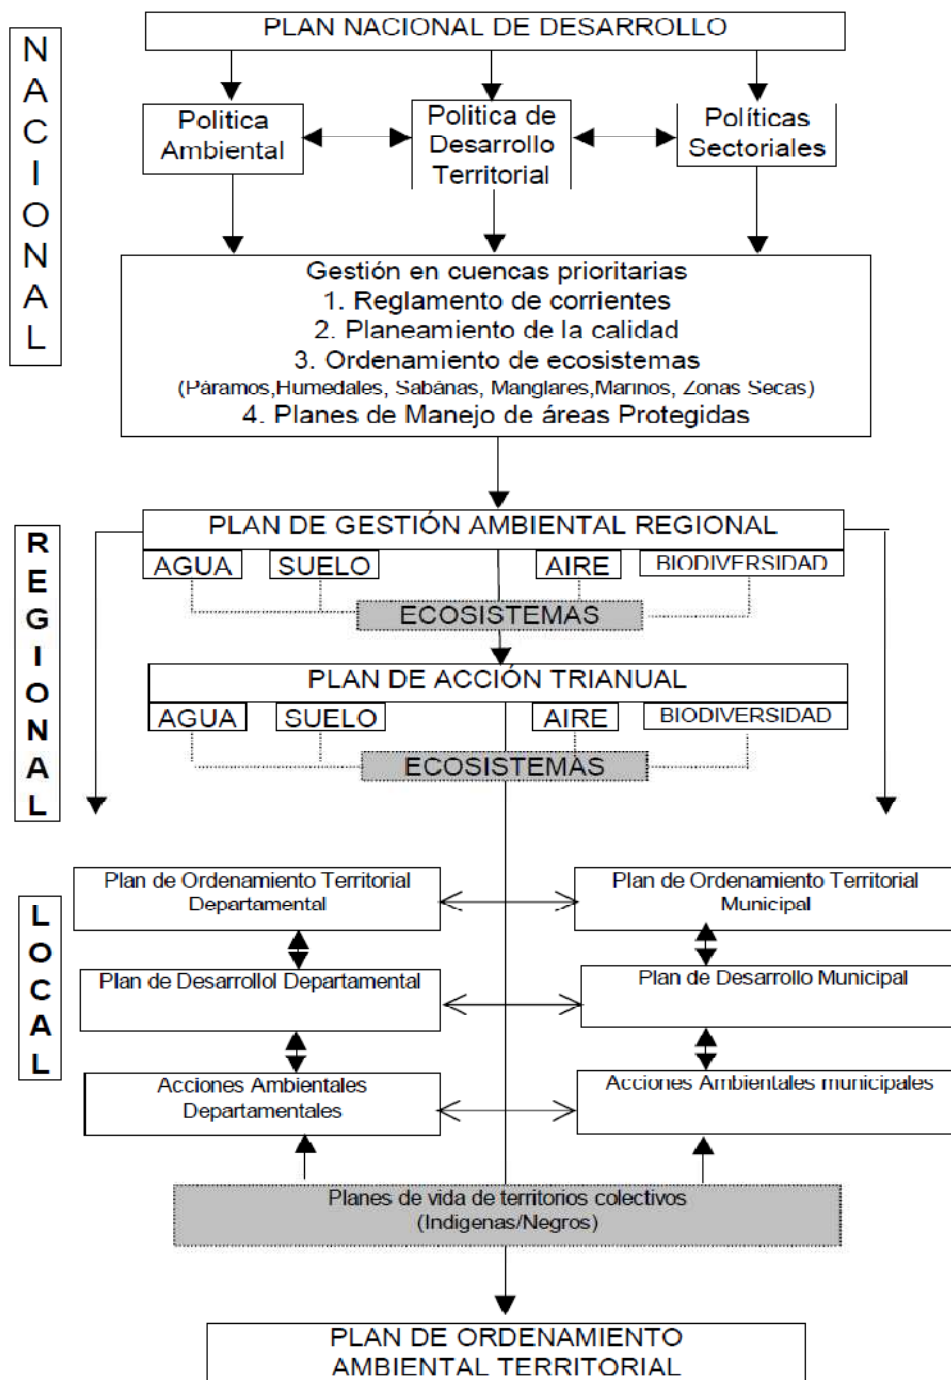 NACIONAL
PLAN NACIONAL DE DESARROLLO
Politica
Ambiental
Politica de
Desarrollo
Territorial
Políticas
Sectoriales
Gestión en cuencas prioritarias
1. Reglamento de corrientes
2. Planeamiento de la calidad
3. Ordenamiento de ecosistemas
(Páramos,Humedales, Sabánas, Manglares,Marinos, Zonas Secas)
4. Planes de Manejo de áreas Protegidas
REGIONAL
PLAN DE GESTIÓN AMBIENTAL REGIONAL
AGUA
SUELO
AIRE
BIODIVERSIDAD
ECOSISTEMAS
PLAN DE ACCIÓN TRIANUAL
AGUA
SUELO
AIRE
BIODIVERSIDAD
ECOSISTEMAS
LOCAL
Plan de Ordenamiento Territorial
Departamental
Plan de Ordenamiento Territorial
Municipal
Plan de Desarrollol Departamental
Plan de Desarrollo Municipal
Acciones Ambientales
Departamentales
Acciones Ambientales municipales
Planes de vida de territorios colectivos
(Indigenas/Negros)
PLAN DE ORDENAMIENTO
AMBIENTAL TERRITORIAL